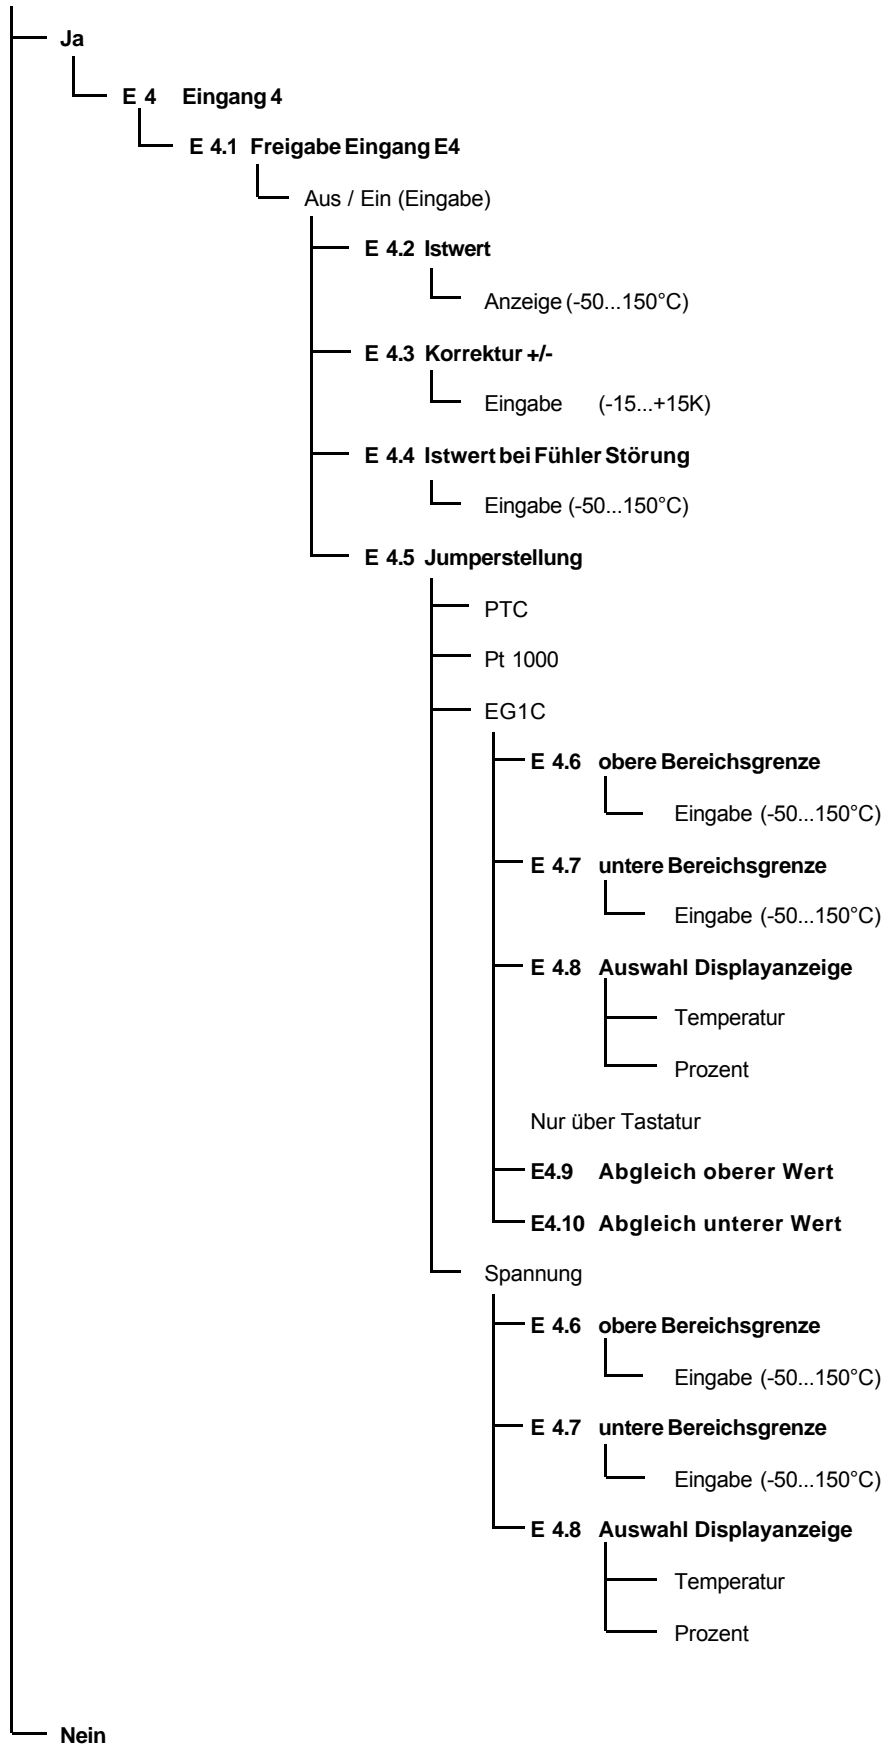 Ja
E 4 Eingang 4
E 4.1 Freigabe Eingang E4
Aus / Ein (Eingabe)
E 4.2 Istwert
Anzeige (-50...150°C)
E 4.3 Korrektur +/-
Eingabe (-15...+15K)
E 4.4 Istwert bei Fühler Störung
Eingabe (-50...150°C)
E 4.5 Jumperstellung
PTC
Pt 1000
EG1C
E 4.6 obere Bereichsgrenze
Eingabe (-50...150°C)
E 4.7 untere Bereichsgrenze
Eingabe (-50...150°C)
E 4.8 Auswahl Displayanzeige
Temperatur
Prozent
Nur über Tastatur
E4.9 Abgleich oberer Wert
E4.10 Abgleich unterer Wert
Spannung
E 4.6 obere Bereichsgrenze
Eingabe (-50...150°C)
E 4.7 untere Bereichsgrenze
Eingabe (-50...150°C)
E 4.8 Auswahl Displayanzeige
Temperatur
Prozent
Nein